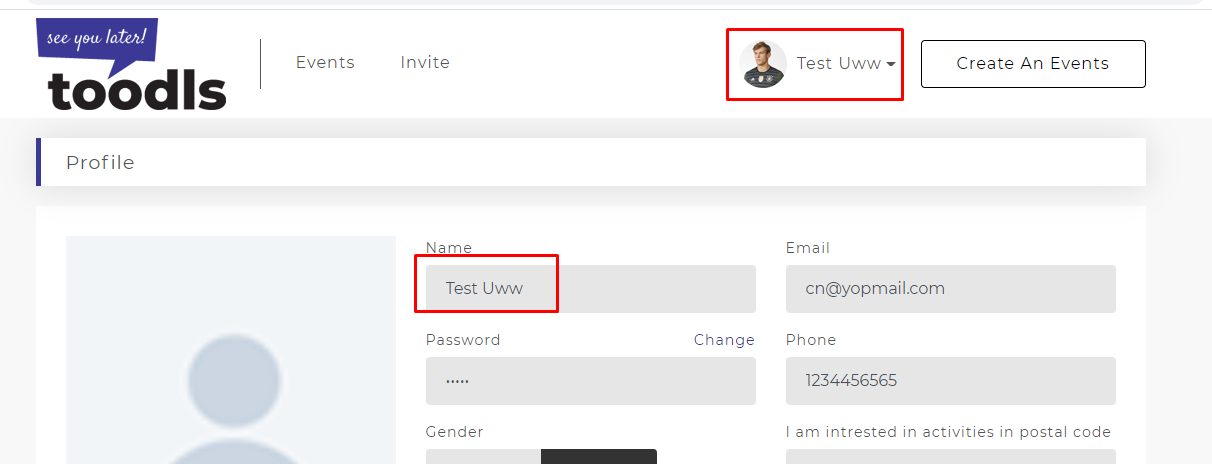 see you later!
toodls
Events
Invite
Test Uww
Create An Events
Profile
Name
Email
Test Uww
cn@yopmail.com
Password
Change
Phone
•••••
1234456565
Gender
I am intrested in activities in postal code